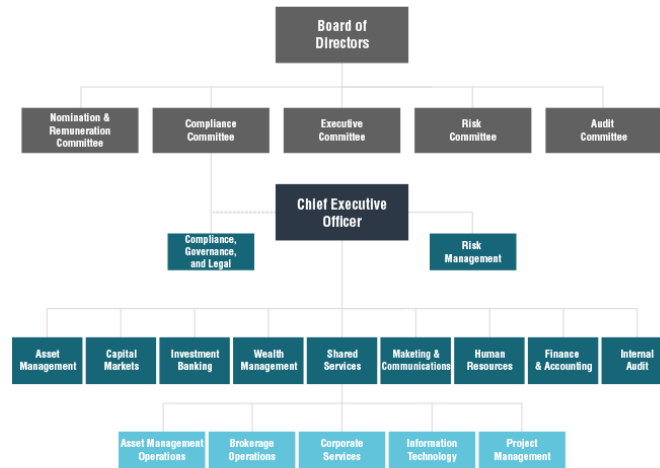 Board of
Directors
Nomination &
Remuneration
Committee
Compliance
Committee
Executive
Committee
Risk
Committee
Audit
Committee
Chief Executive
Officer
Compliance,
Governance,
and Legal
Risk
Management
Asset
Management
Capital
Markets
Investment
Banking
Wealth
Management
Shared
Services
Maketing &
Communications
Human
Resources
Finance
& Accounting
Internal
Audit
Asset Management
Operations
Brokerage
Operations
Corporate
Services
Information
Technology
Project
Management